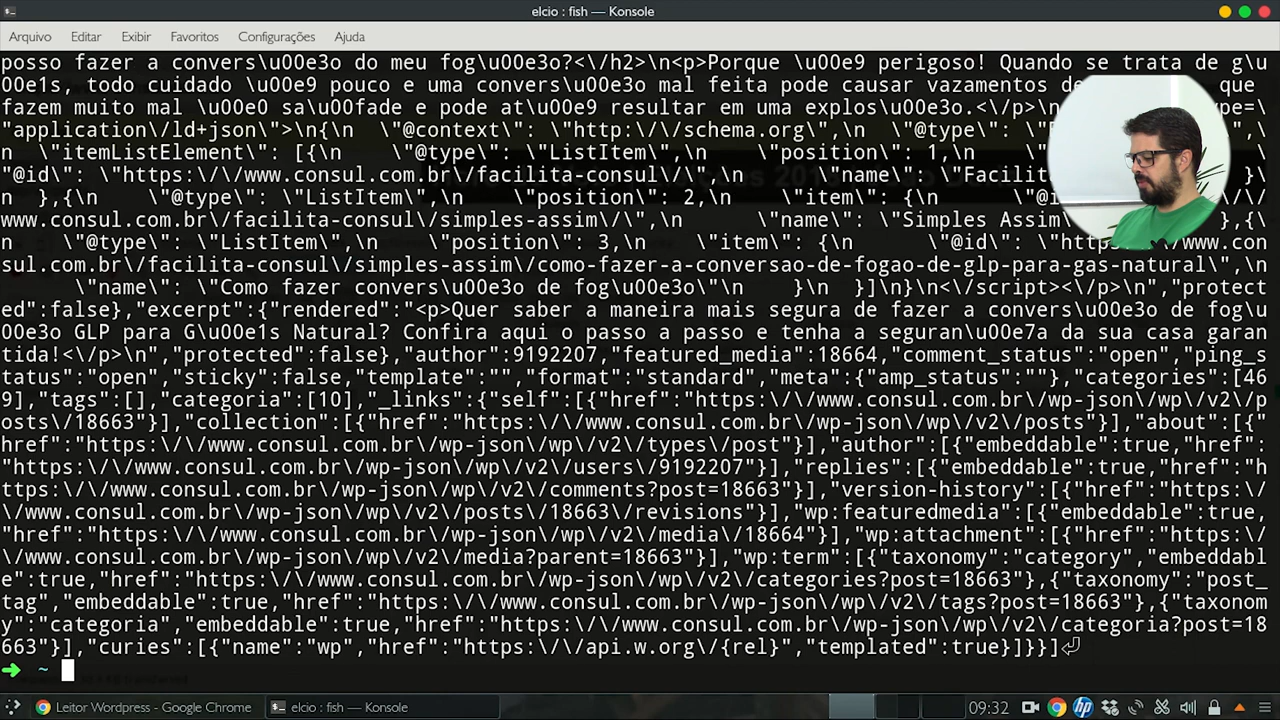 elcio : fish — Konsole
Arquivo Editar Exibir Favoritos Configurações Ajuda
posso fazer a convers\u00e3o do meu fog\u00e3o?<\/h2>\n<p>Porque \u00e9 perigoso! Quando se trata de g\u
00e1s, todo cuidado \u00e9 pouco e uma convers\u00e3o mal feita pode causar vazamentos de que
fazem muito mal \u00e0 sa\u00fade e pode at\u00e9 resultar em uma explos\u00e3o.<\/p>\n ype=\
"application\/ld+json\">\n{\n \"@context\": \"http:\/\/schema.org\",\n \"@type\": \" ,\
n \"itemListElement\": [{\n \"@type\": \"ListItem\",\n \"position\": 1,\n \" \n
\"@id\": \"https:\/\/www.consul.com.br\/facilita-consul\/\",\n \"name\": \"Facilit }\
n },{\n \"@type\": \"ListItem\",\n \"position\": 2,\n \"item\": {\n \"@i \/
www.consul.com.br\/facilita-consul\/simples-assim\/\",\n \"name\": \"Simples Assim },{\
n \"@type\": \"ListItem\",\n \"position\": 3,\n \"item\": {\n \"@id\": \"http www.con
sul.com.br\/facilita-consul\/simples-assim\/como-fazer-a-conversao-de-fogao-de-glp-para-gas-natural\",\n
\"name\": \"Como fazer convers\u00e3o de fog\u00e3o\"\n }\n }]\n}\n<\/script><\/p>\n","protect
ed":false},"excerpt":{"rendered":"<p>Quer saber a maneira mais segura de fazer a convers\u00e3o de fog\u
00e3o GLP para G\u00e1s Natural? Confira aqui o passo a passo e tenha a seguran\u00e7a da sua casa garan
tida!<\/p>\n","protected":false},"author":9192207,"featured_media":18664,"comment_status":"open","ping_s
tatus":"open","sticky":false,"template":"","format":"standard","meta":{"amp_status":""},"categories":[46
9],"tags":[],"categoria":[10],"_links":{"self":[{"href":"https:\/\/www.consul.com.br\/wp-json\/wp\/v2\/p
osts\/18663"}],"collection":[{"href":"https:\/\/www.consul.com.br\/wp-json\/wp\/v2\/posts"}],"about":[{"
href":"https:\/\/www.consul.com.br\/wp-json\/wp\/v2\/types\/post"}],"author":[{"embeddable":true,"href":
"https:\/\/www.consul.com.br\/wp-json\/wp\/v2\/users\/9192207"}],"replies":[{"embeddable":true,"href":"h
ttps:\/\/www.consul.com.br\/wp-json\/wp\/v2\/comments?post=18663"}],"version-history":[{"href":"https:\/
\/www.consul.com.br\/wp-json\/wp\/v2\/posts\/18663\/revisions"}],"wp:featuredmedia":[{"embeddable":true,
"href":"https:\/\/www.consul.com.br\/wp-json\/wp\/v2\/media\/18664"}],"wp:attachment":[{"href":"https:\/
\/www.consul.com.br\/wp-json\/wp\/v2\/media?parent=18663"}],"wp:term":[{"taxonomy":"category","embeddabl
e":true,"href":"https:\/\/www.consul.com.br\/wp-json\/wp\/v2\/categories?post=18663"},{"taxonomy":"post_
tag","embeddable":true,"href":"https:\/\/www.consul.com.br\/wp-json\/wp\/v2\/tags?post=18663"},{"taxonom
y":"categoria","embeddable":true,"href":"https:\/\/www.consul.com.br\/wp-json\/wp\/v2\/categoria?post=18
663"}],"curies":[{"name":"wp","href":"https:\/\/api.w.org\/{rel}","templated":true}]}}]⏎
➜ ~
Leitor Wordpress - Google Chrome elcio : fish — Konsole 09:32